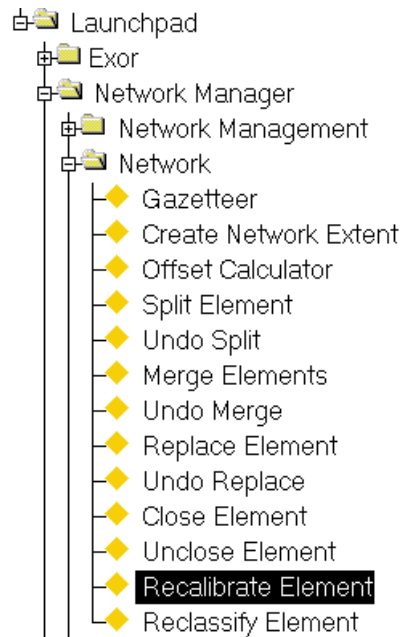 Launchpad
Exor
Network Manager
Network Management
Network
Gazetteer
Create Network Extent
Offset Calculator
Split Element
Undo Split
Merge Elements
Undo Merge
Replace Element
Undo Replace
Close Element
Unclose Element
Recalibrate Element
Reclassify Element